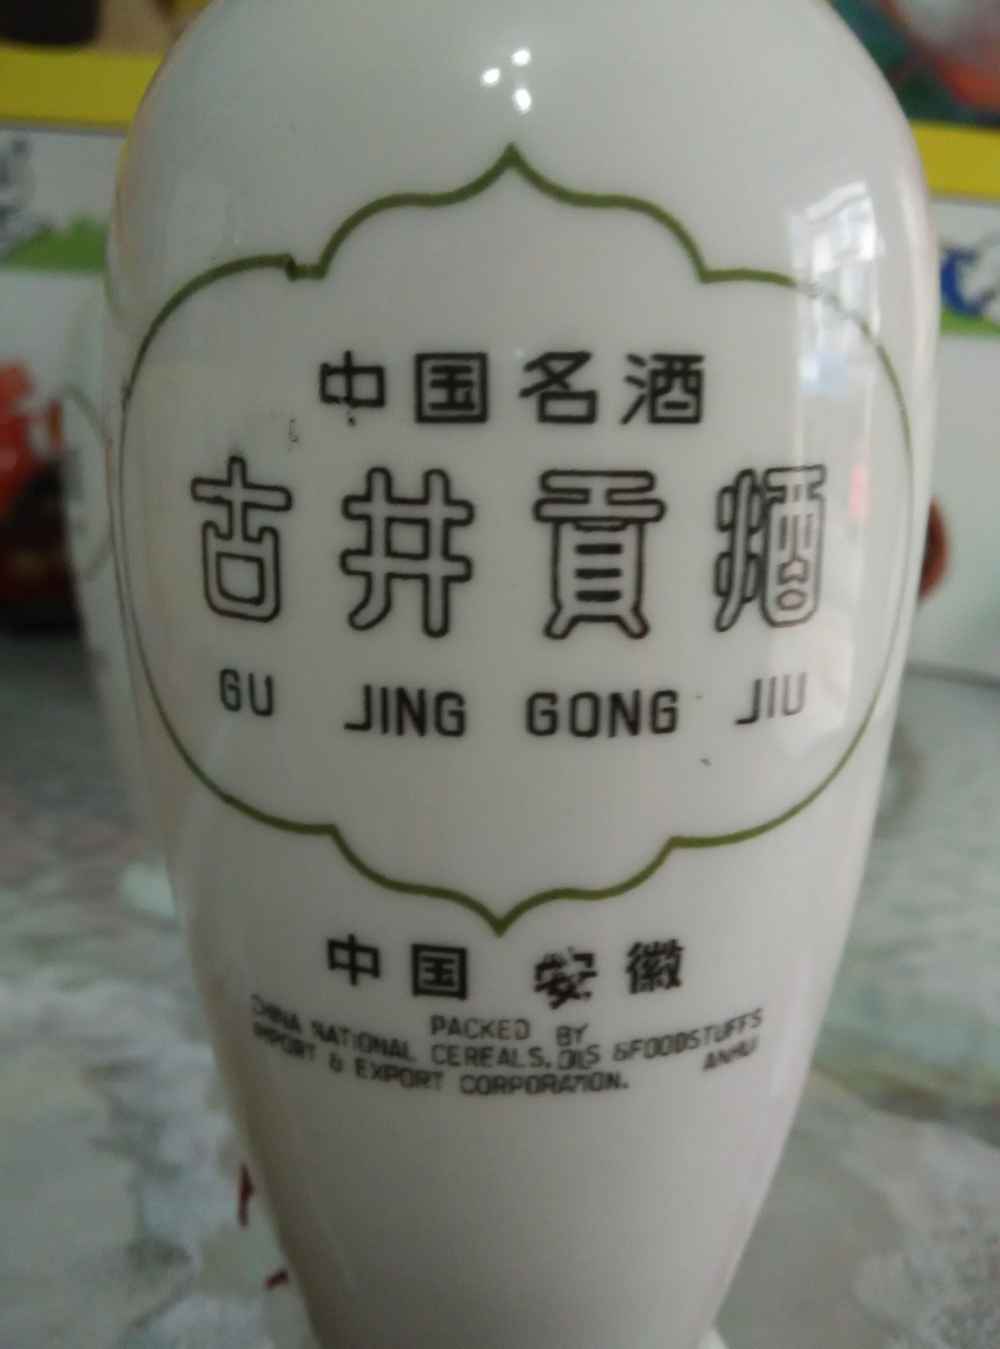 中国名酒
古井貢酒
GU JING GONG JIU
中国 安徽
PACKED BY
CHINA NATIONAL CEREALS.OILS &FOODSTUFFS
IMPORT & EXPORT CORPORATION. ANHUI